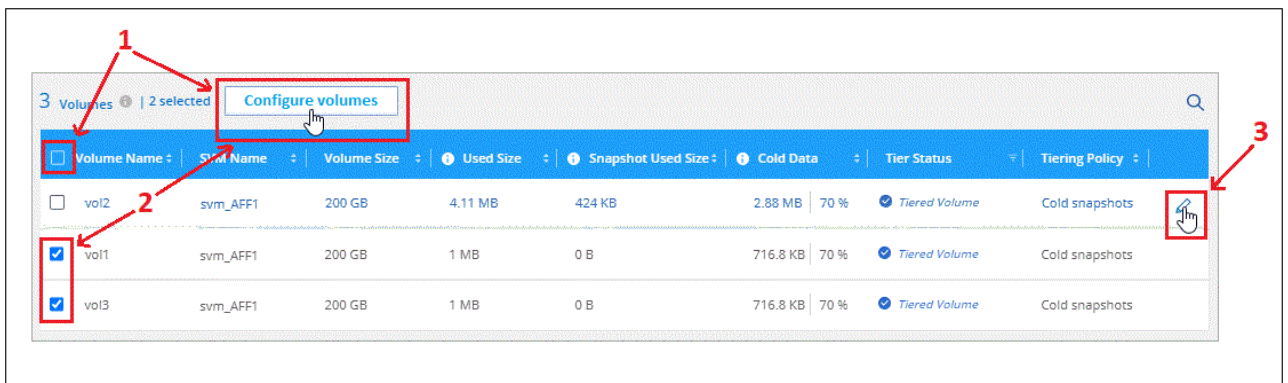 1
3 Volumes | 2 selected Configure volumes
3
Volume Name SVM Name Volume Size Used Size Snapshot Used Size Cold Data Tier Status Tiering Policy
2
vol2 svm_AFF1 200 GB 4.11 MB 424 KB 2.88 MB 70 % Tiered Volume Cold snapshots
vol1 svm_AFF1 200 GB 1 MB 0 B 716.8 KB 70 % Tiered Volume Cold snapshots
vol3 svm_AFF1 200 GB 1 MB 0 B 716.8 KB 70 % Tiered Volume Cold snapshots